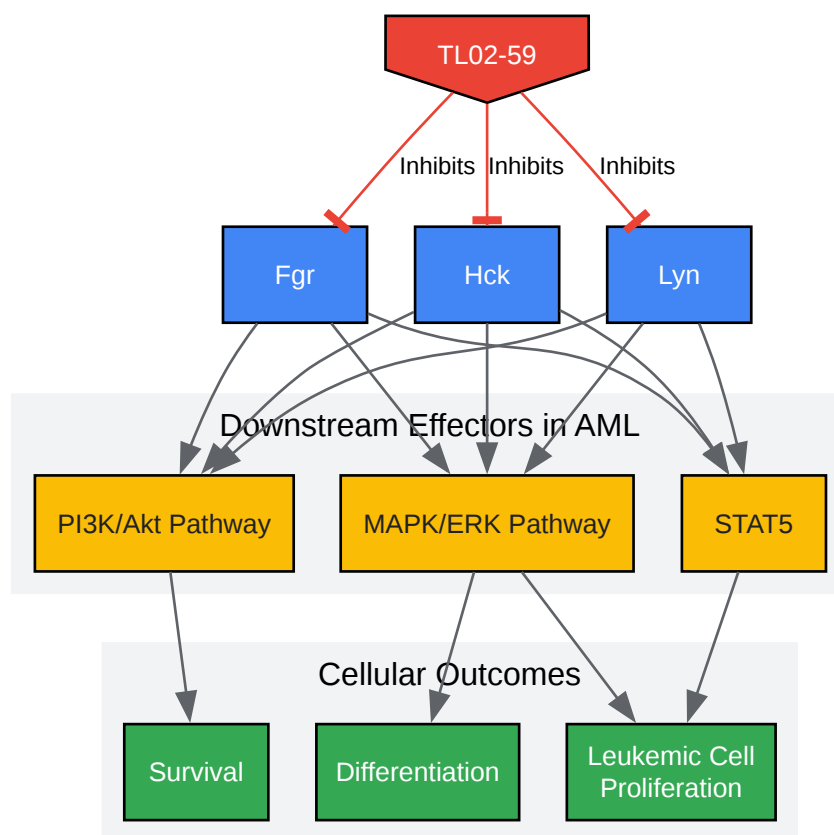 TL02-59
Inhibits
Inhibits
Inhibits
Fgr
Hck
Lyn
Downstream Effectors in AML
PI3K/Akt Pathway
MAPK/ERK Pathway
STAT5
Cellular Outcomes
Survival
Differentiation
Leukemic Cell
Proliferation